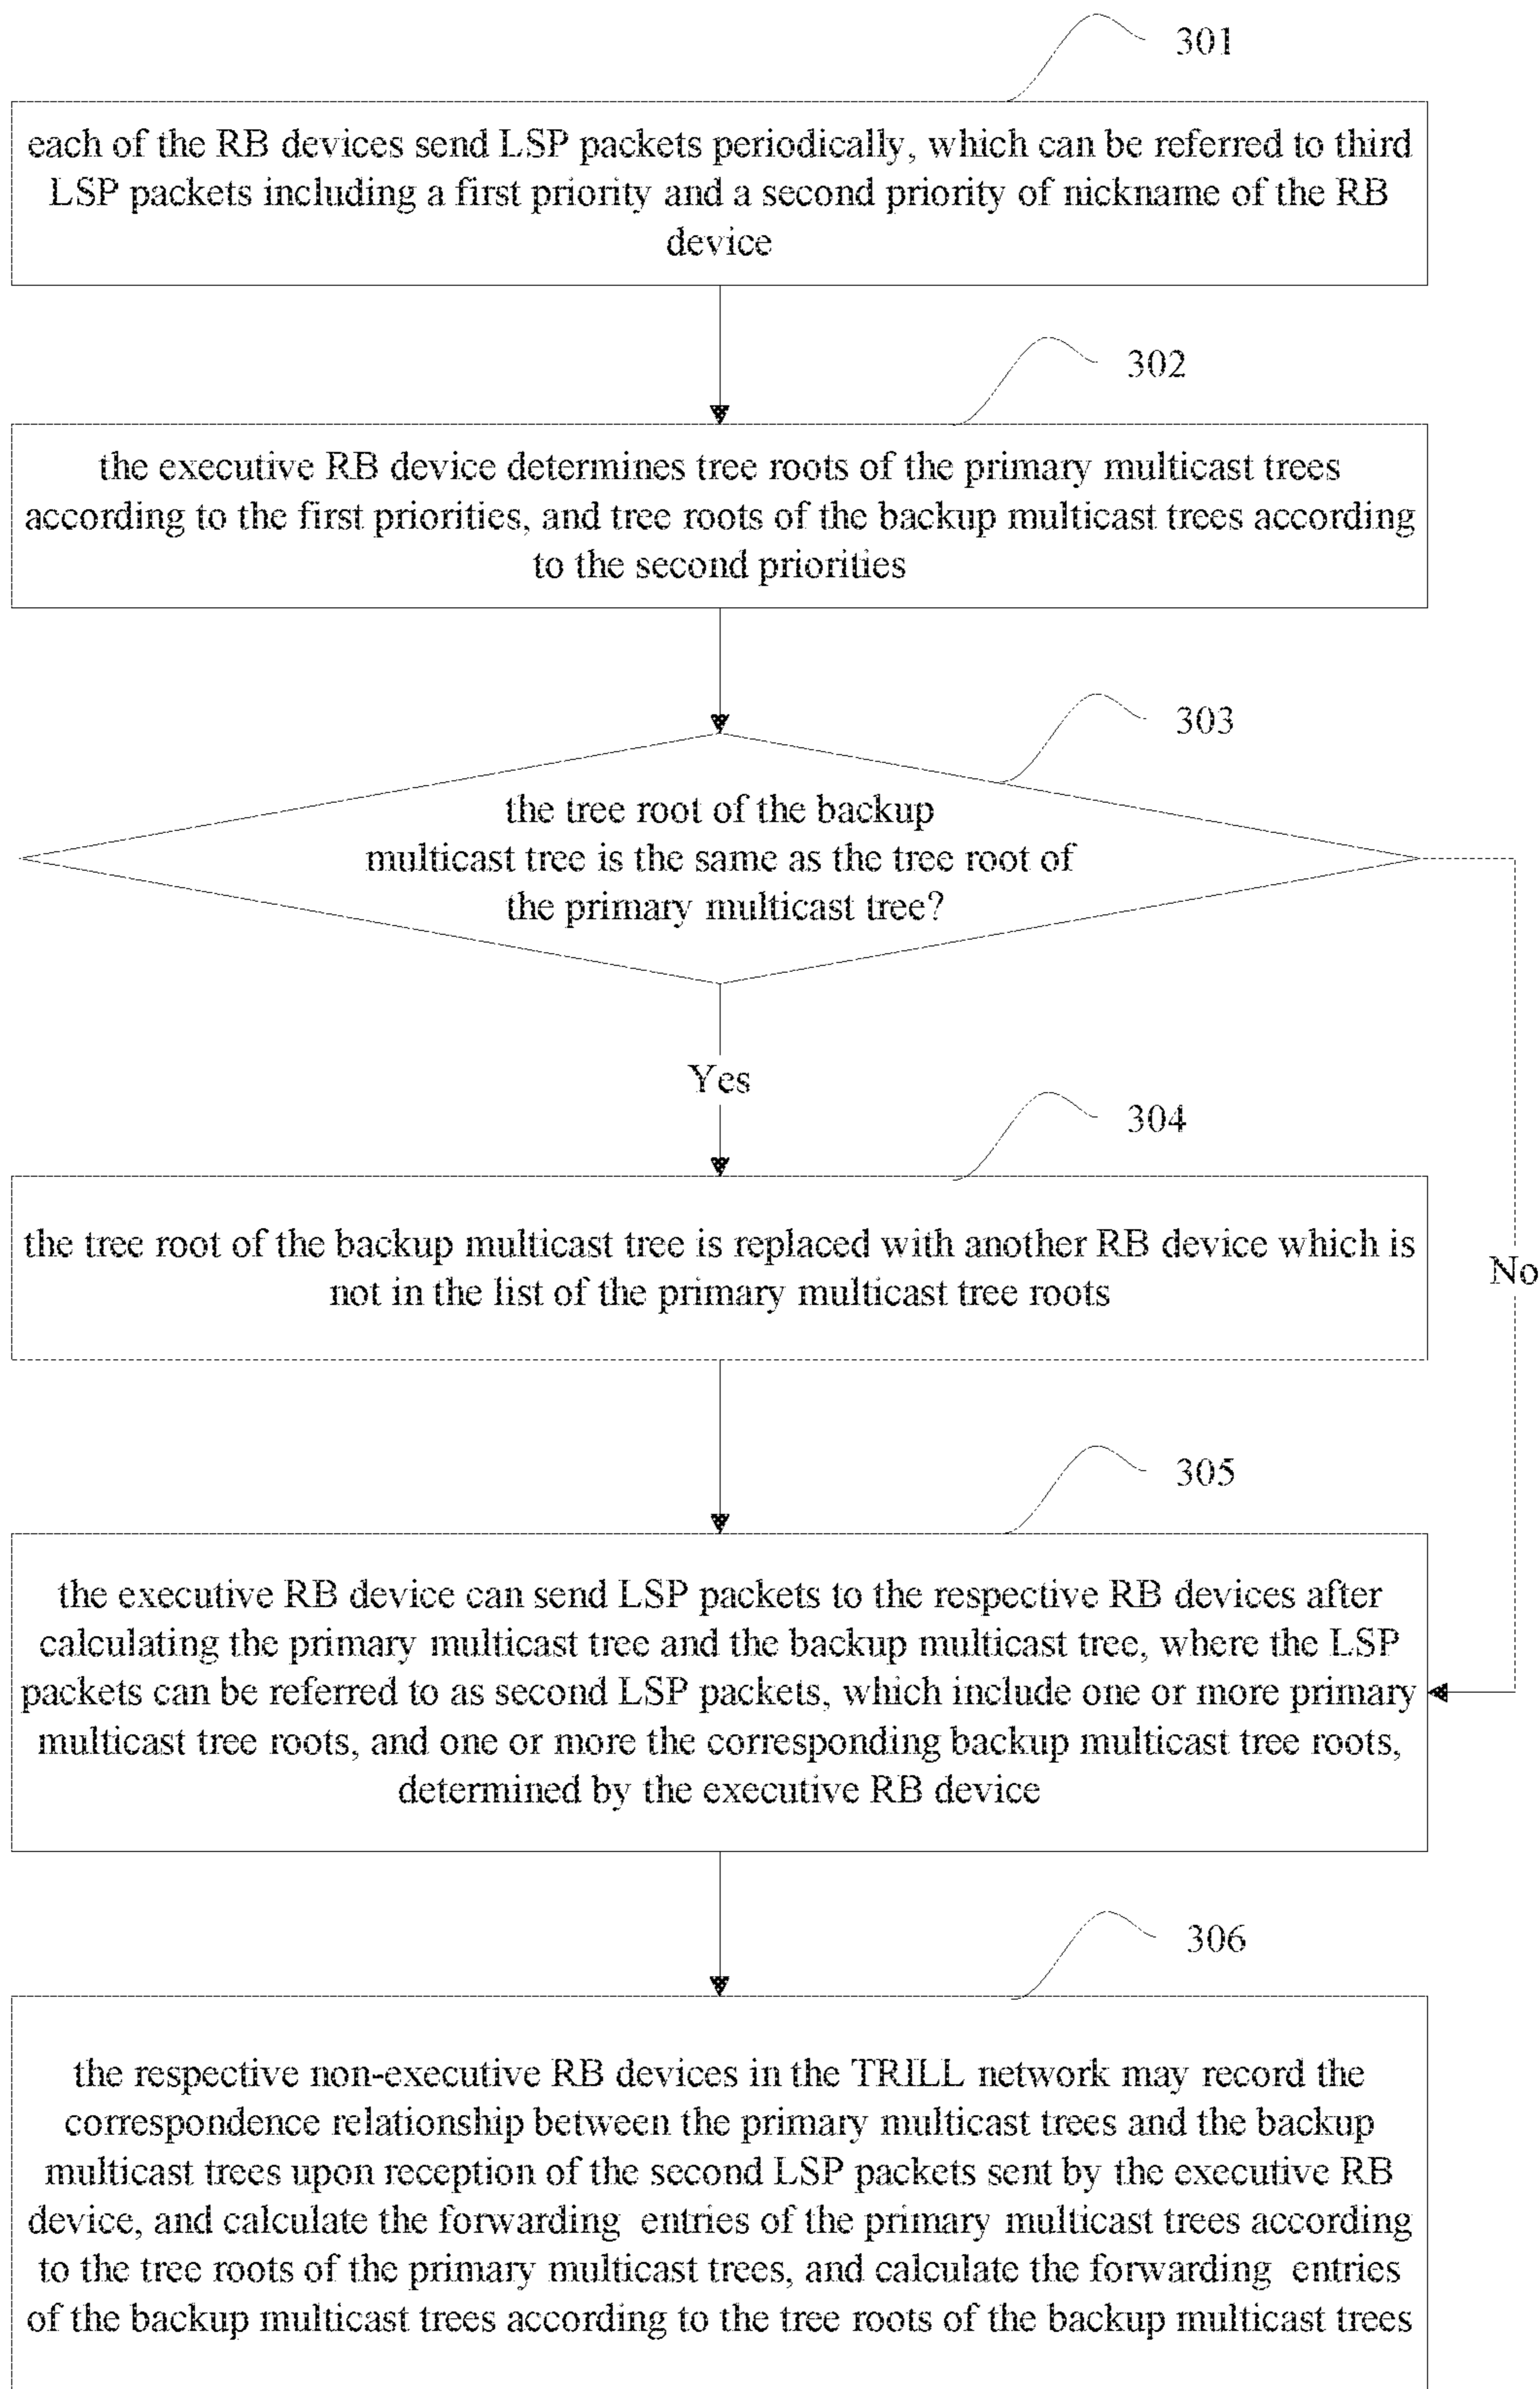 301
each of the RB devices send LSP packets periodically, which can be referred to third
LSP packets including a first priority and a second priority of nickname of the RB
device
302
the executive RB device determines tree roots of the primary multicast trees
according to the first priorities, and tree roots of the backup multicast trees according
to the second priorities
303
the tree root of the backup
multicast tree is the same as the tree root of
the primary multicast tree?
Yes
304
the tree root of the backup multicast tree is replaced with another RB device which is
not in the list of the primary multicast tree roots
No
305
the executive RB device can send LSP packets to the respective RB devices after
calculating the primary multicast tree and the backup multicast tree, where the LSP
packets can be referred to as second LSP packets, which include one or more primary
multicast tree roots, and one or more the corresponding backup multicast tree roots,
determined by the executive RB device
306
the respective non-executive RB devices in the TRILL network may record the
correspondence relationship between the primary multicast trees and the backup
multicast trees upon reception of the second LSP packets sent by the executive RB
device, and calculate the forwarding entries of the primary multicast trees according
to the tree roots of the primary multicast trees, and calculate the forwarding entries
of the backup multicast trees according to the tree roots of the backup multicast trees